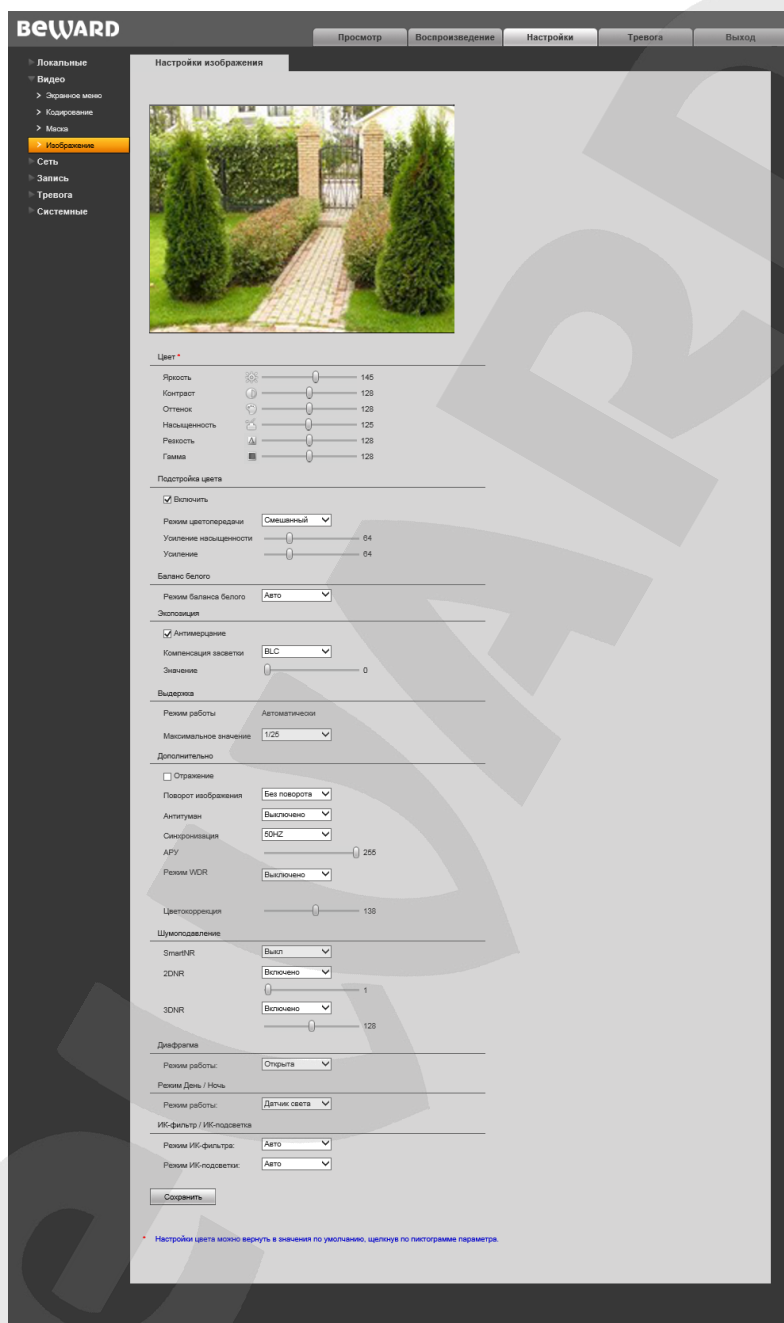 BEWARD
Просмотр Воспроизведение Настройки Тревога Выход
Локальные
Видео
Экранное меню
Кодирование
Маска
Изображение
Сеть
Запись
Тревога
Системные
Настройки изображения
Цвет *
Яркость 145
Контраст 128
Оттенок 128
Насыщенность 125
Резкость 128
Гамма 128
Подстройка цвета
Включить
Режим цветопередачи Смешанный
Усиление насыщенности 64
Усиление 64
Баланс белого
Режим баланса белого Авто
Экспозиция
Антимерцание
Компенсация засветки BLC
Значение 0
Выдержка
Режим работы Автоматически
Максимальное значение 1/25
Дополнительно
Отражение
Поворот изображения Без поворота
Антитуман Выключено
Синхронизация 50HZ
АРУ 255
Режим WDR Выключено
Цветокоррекция 138
Шумоподавление
SmartNR Выкл
2DNR Включено
1
3DNR Включено
128
Диафрагма
Режим работы: Открыта
Режим День / Ночь
Режим работы: Датчик света
ИК-фильтр / ИК-подсветка
Режим ИК-фильтра: Авто
Режим ИК-подсветки: Авто
Сохранить
* Настройки цвета можно вернуть в значения по умолчанию, щелкнув по пиктограмме параметра.
BEWARD